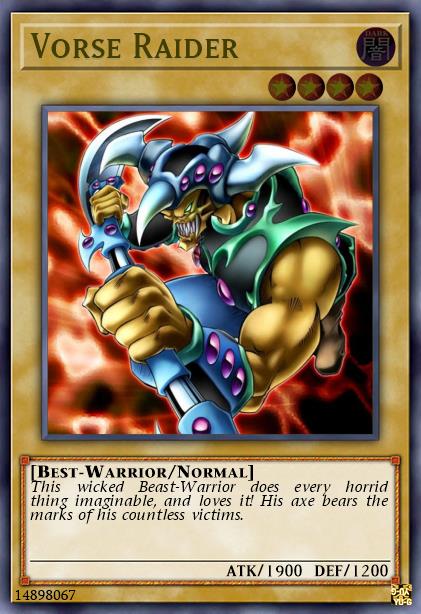 Vorse Raider
DARK
闇
[Best-Warrior/Normal]
This wicked Beast-Warrior does every horrid
thing imaginable, and loves it! His axe bears the
marks of his countless victims.
ATK/1900 DEF/1200
14898067